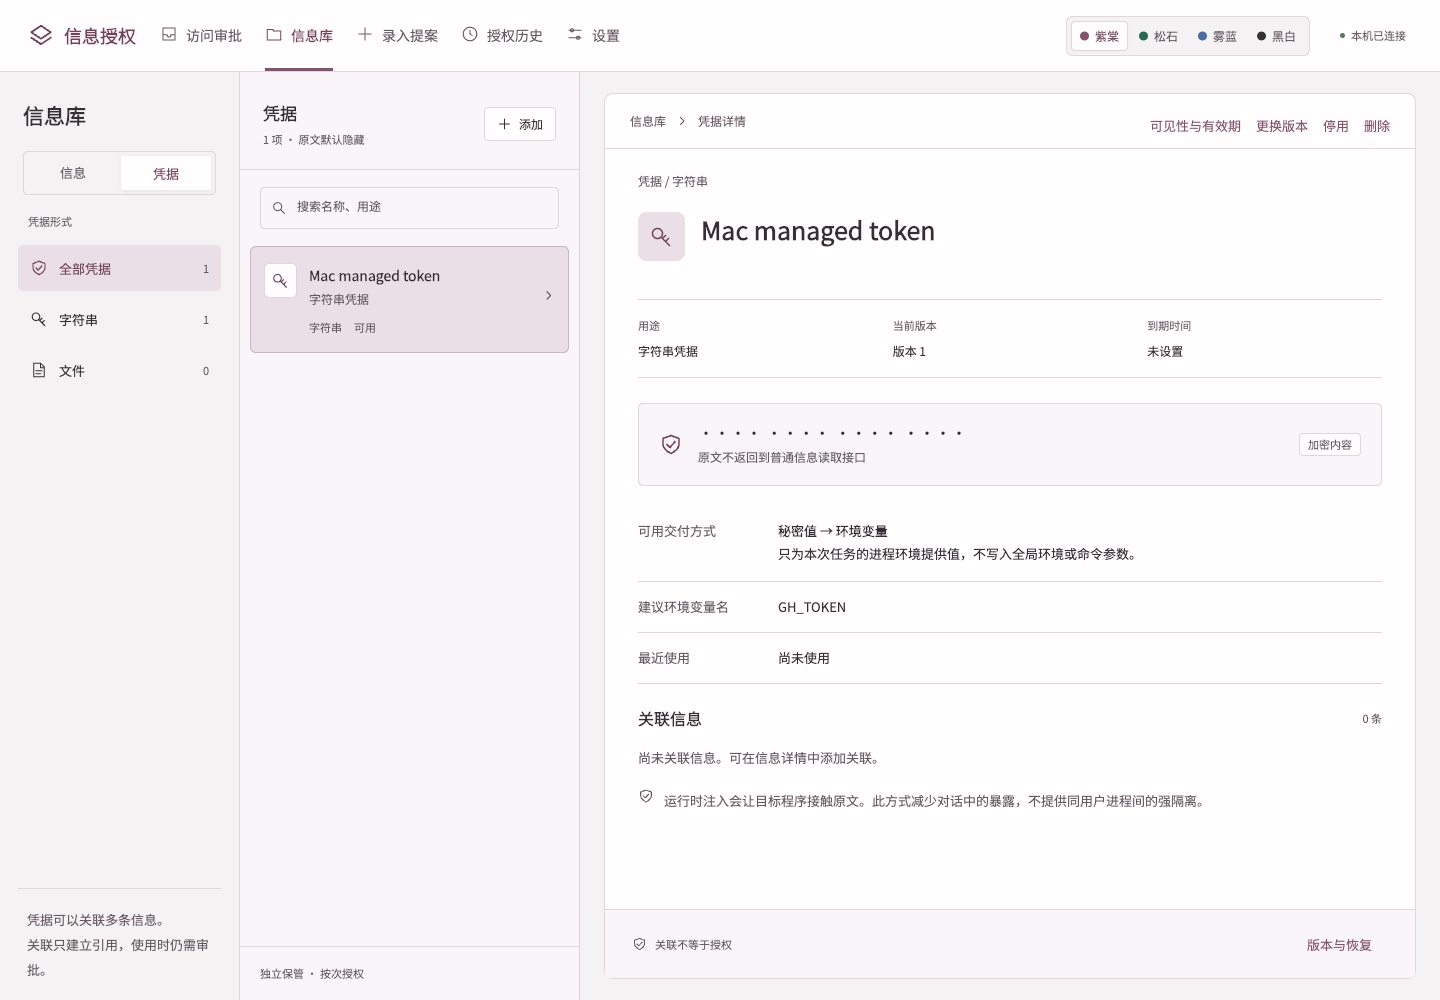 信息授权
访问审批
信息库
录入提案
授权历史
设置
紫棠
松石
雾蓝
黑白
本机已连接
信息库
信息
凭据
凭据形式
全部凭据 1
字符串 1
文件 0
凭据可以关联多条信息。
关联只建立引用，使用时仍需审
批。
凭据
1 项 · 原文默认隐藏
添加
搜索名称、用途
Mac managed token
字符串凭据
字符串 可用
独立保管 · 按次授权
信息库 > 凭据详情
可见性与有效期
更换版本
停用
删除
凭据 / 字符串
Mac managed token
用途
字符串凭据
当前版本
版本 1
到期时间
未设置
•••• •••• •••• ••••
原文不返回到普通信息读取接口
加密内容
可用交付方式
秘密值 → 环境变量
只为本次任务的进程环境提供值，不写入全局环境或命令参数。
建议环境变量名
GH_TOKEN
最近使用
尚未使用
关联信息
0 条
尚未关联信息。可在信息详情中添加关联。
运行时注入会让目标程序接触原文。此方式减少对话中的暴露，不提供同用户进程间的强隔离。
关联不等于授权
版本与恢复